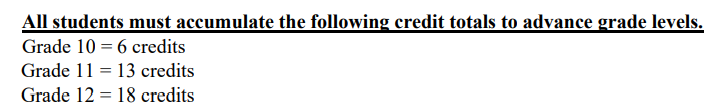 All students must accumulate the following credit totals to advance grade levels.
Grade 10 = 6 credits
Grade 11 = 13 credits
Grade 12 = 18 credits